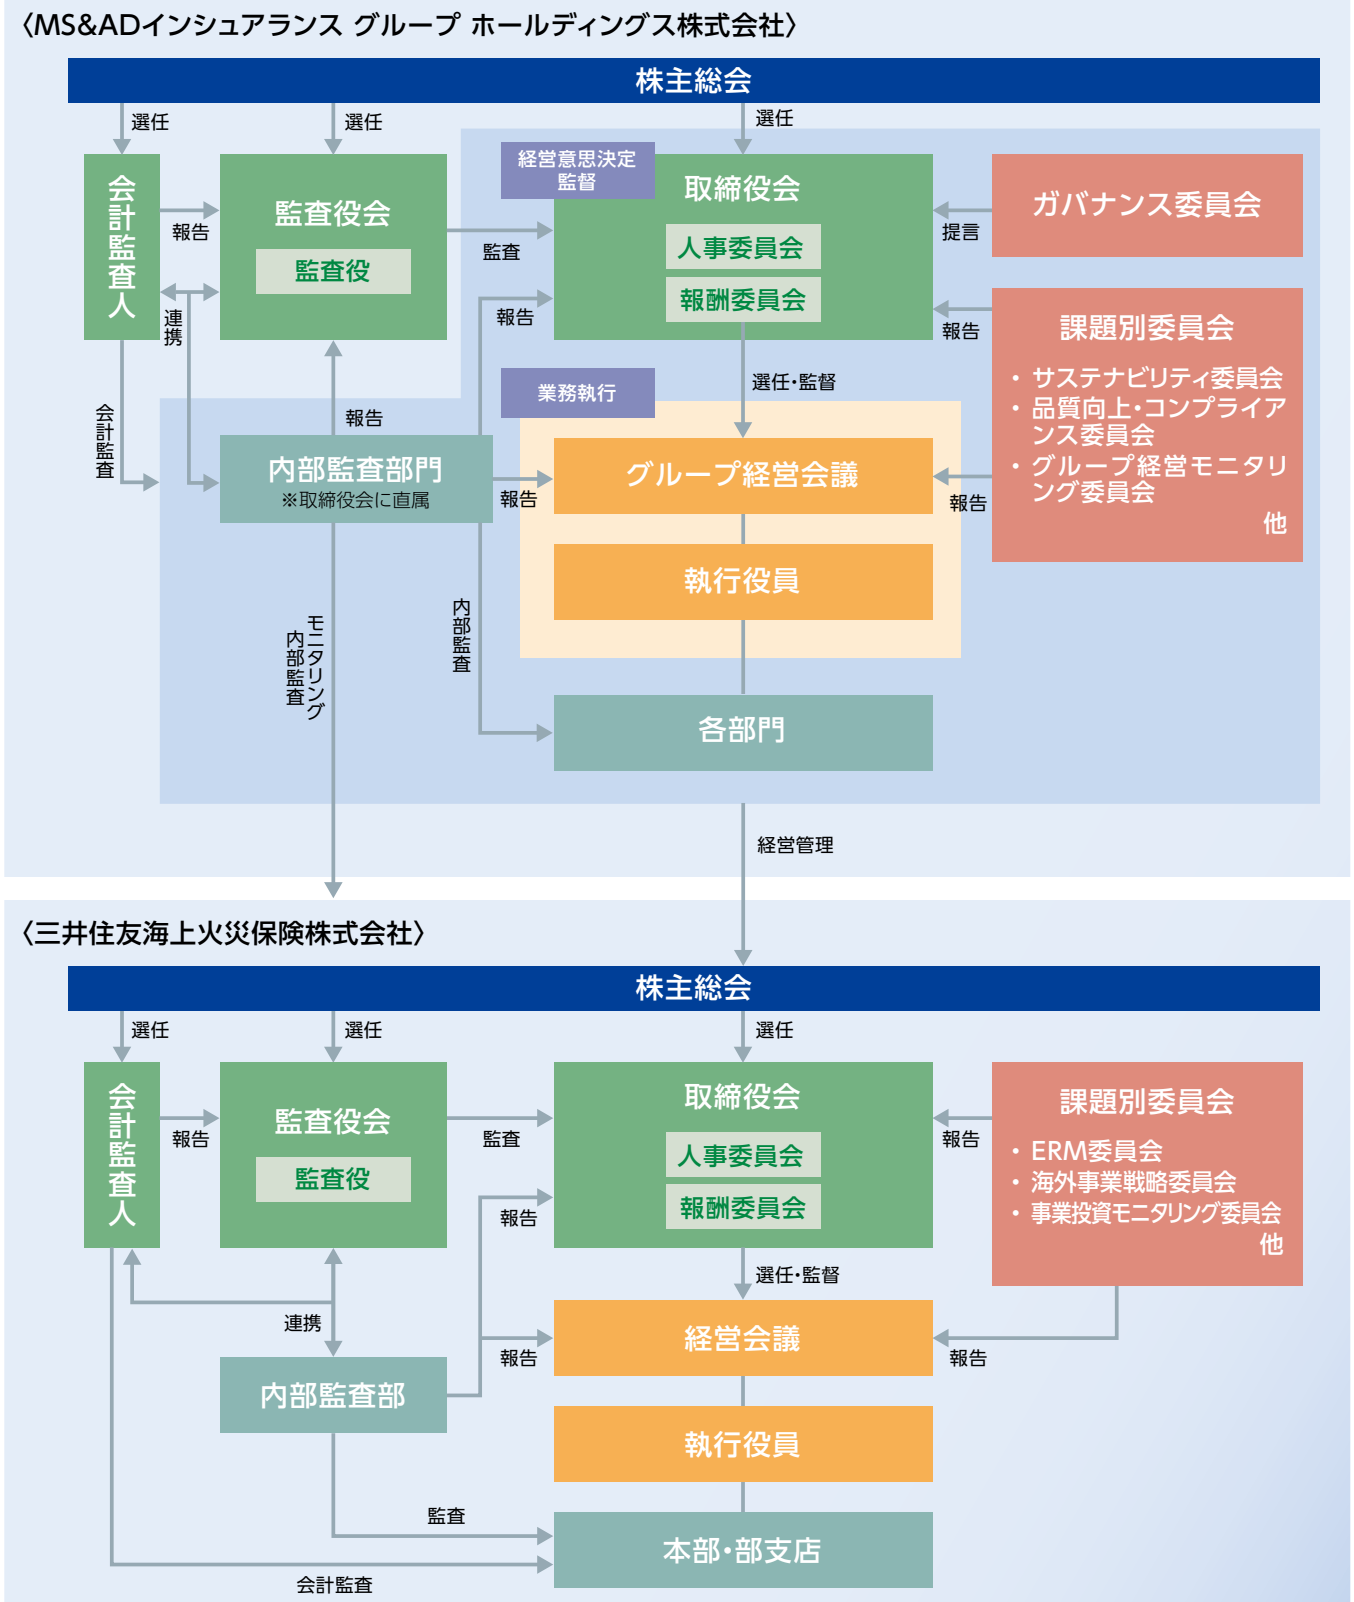 〈MS&ADインシュアランス グループ ホールディングス株式会社〉
株主総会
選任
選任
選任
会計監査人
報告
監査役会
監査役
監査
経営意思決定
監督
取締役会
人事委員会
報酬委員会
提言
ガバナンス委員会
連携
報告
報告
課題別委員会
・サステナビリティ委員会
・品質向上・コンプライア
ンス委員会
・グループ経営モニタリ
ング委員会
他
選任・監督
業務執行
会計監査
報告
内部監査部門
※取締役会に直属
報告
グループ経営会議
報告
執行役員
内部監査
モニタリング
内部監査
各部門
経営管理
〈三井住友海上火災保険株式会社〉
株主総会
選任
選任
選任
会計監査人
報告
監査役会
監査役
監査
取締役会
人事委員会
報酬委員会
報告
報告
課題別委員会
・ERM委員会
・海外事業戦略委員会
・事業投資モニタリング委員会
他
選任・監督
連携
経営会議
報告
報告
内部監査部
執行役員
監査
本部・部支店
会計監査